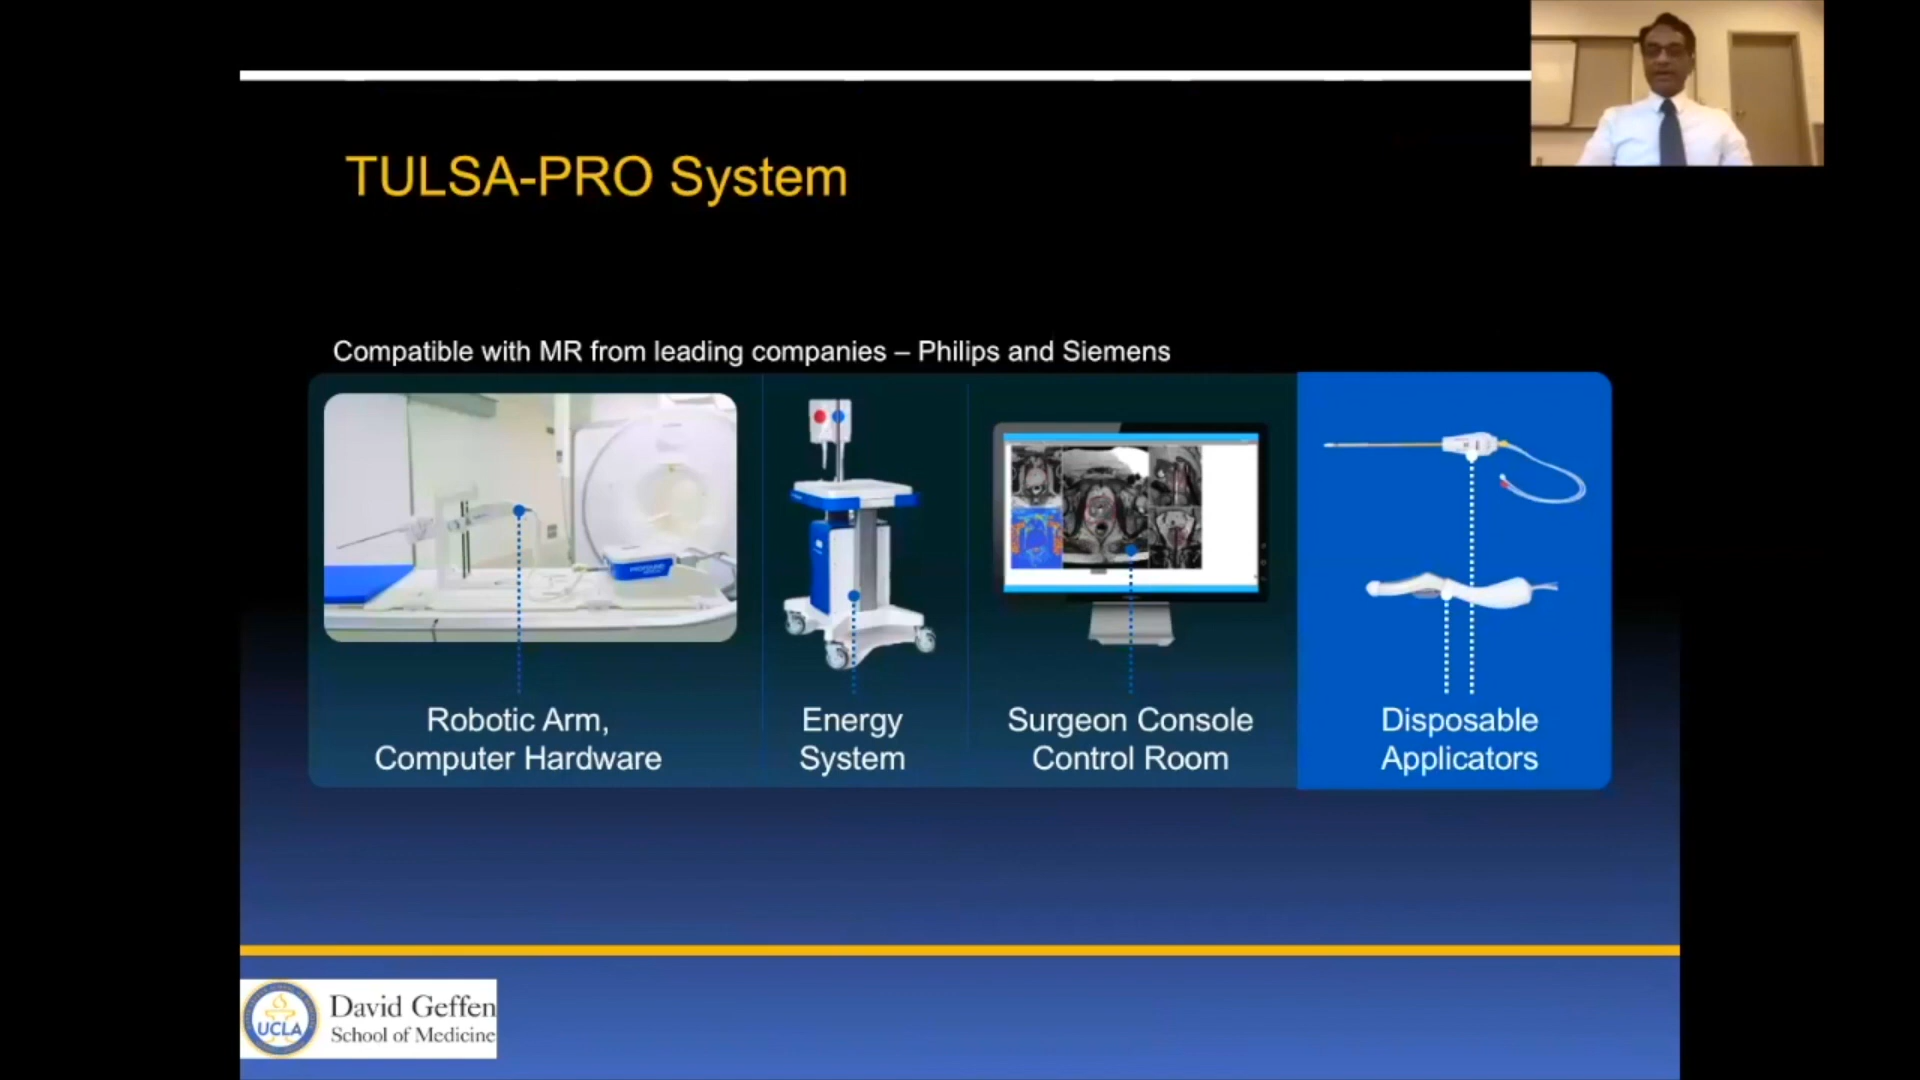 TULSA-PRO System
Compatible with MR from leading companies – Philips and Siemens
Robotic Arm,
Computer Hardware
Energy
System
Surgeon Console
Control Room
Disposable
Applicators
UCLA
David Geffen
School of Medicine